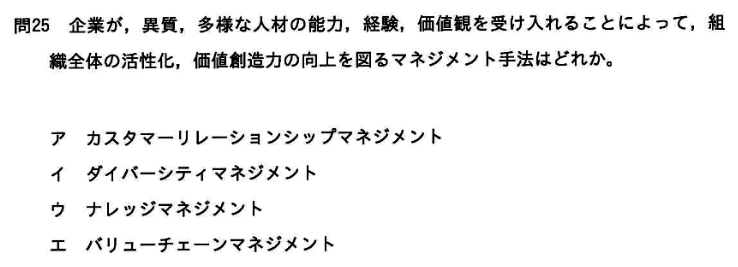 問25 企業が，異質，多様な人材の能力，経験，価値観を受け入れることによって，組
織全体の活性化，価値創造力の向上を図るマネジメント手法はどれか。
ア カスタマーリレーションシップマネジメント
イ ダイバーシティマネジメント
ウ ナレッジマネジメント
エ バリューチェーンマネジメント